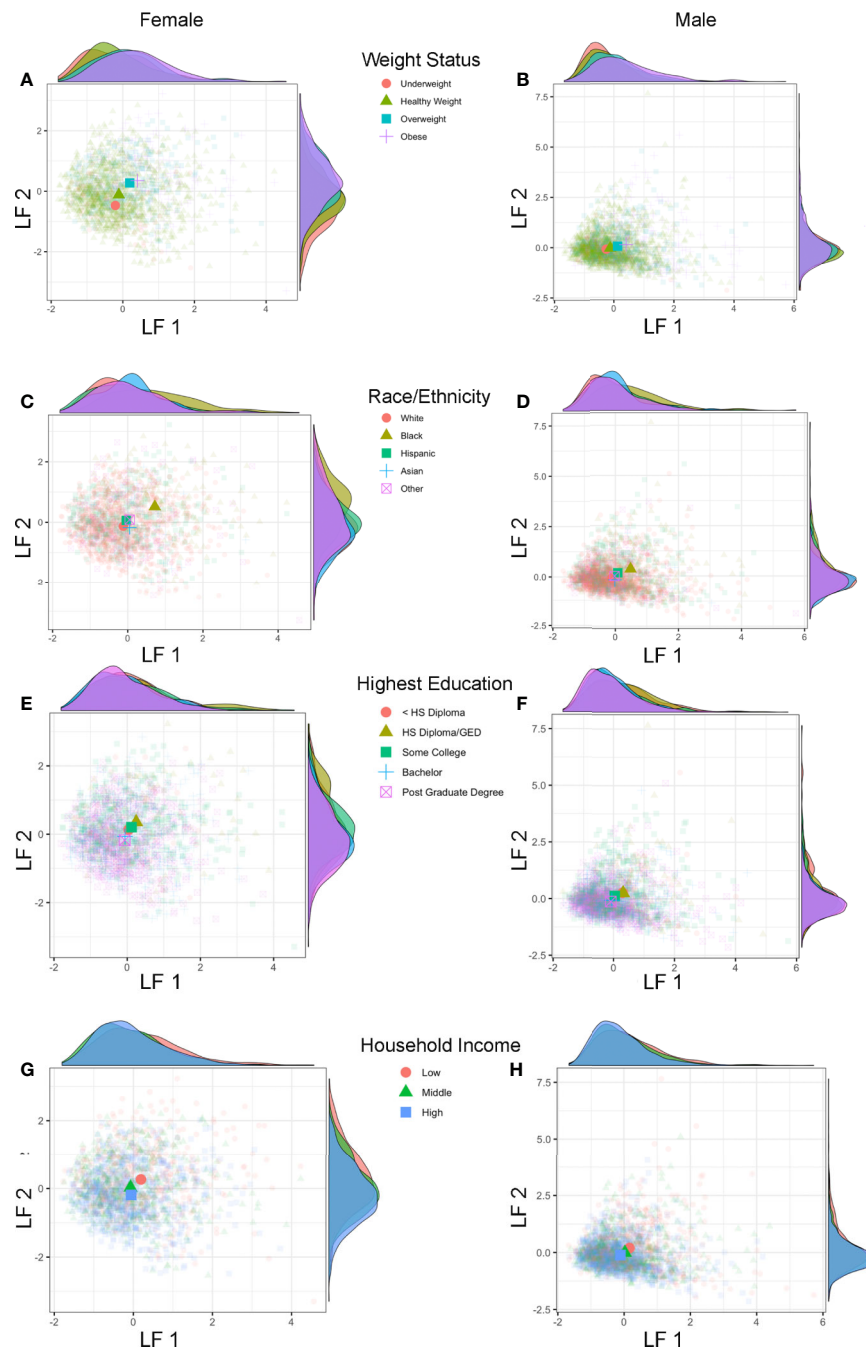 Female
Male
Weight Status
A
B
Underweight
Healthy Weight
Overweight
Obese
2
0
-2
LF 2
-2 0 2 4
LF 1
7.5
5.0
2.5
0.0
-2.5
LF 2
-2 0 2 4 6
LF 1
Race/Ethnicity
C
D
White
Black
Hispanic
Asian
Other
2
0
2
LF 2
-2 0 2 4
LF 1
7.5
5.0
2.5
0.0
-2.5
LF 2
-2 0 2 4 6
LF 1
Highest Education
E
F
< HS Diploma
HS Diploma/GED
Some College
Bachelor
Post Graduate Degree
2
0
-2
LF 2
-2 0 2 4
LF 1
7.5
5.0
2.5
0.0
-2.5
LF 2
-2 0 2 4 6
LF 1
Household Income
G
H
Low
Middle
High
2
0
-2
LF 2
-2 0 2 4
LF 1
7.5
5.0
2.5
0.0
-2.5
LF 2
-2 0 2 4 6
LF 1